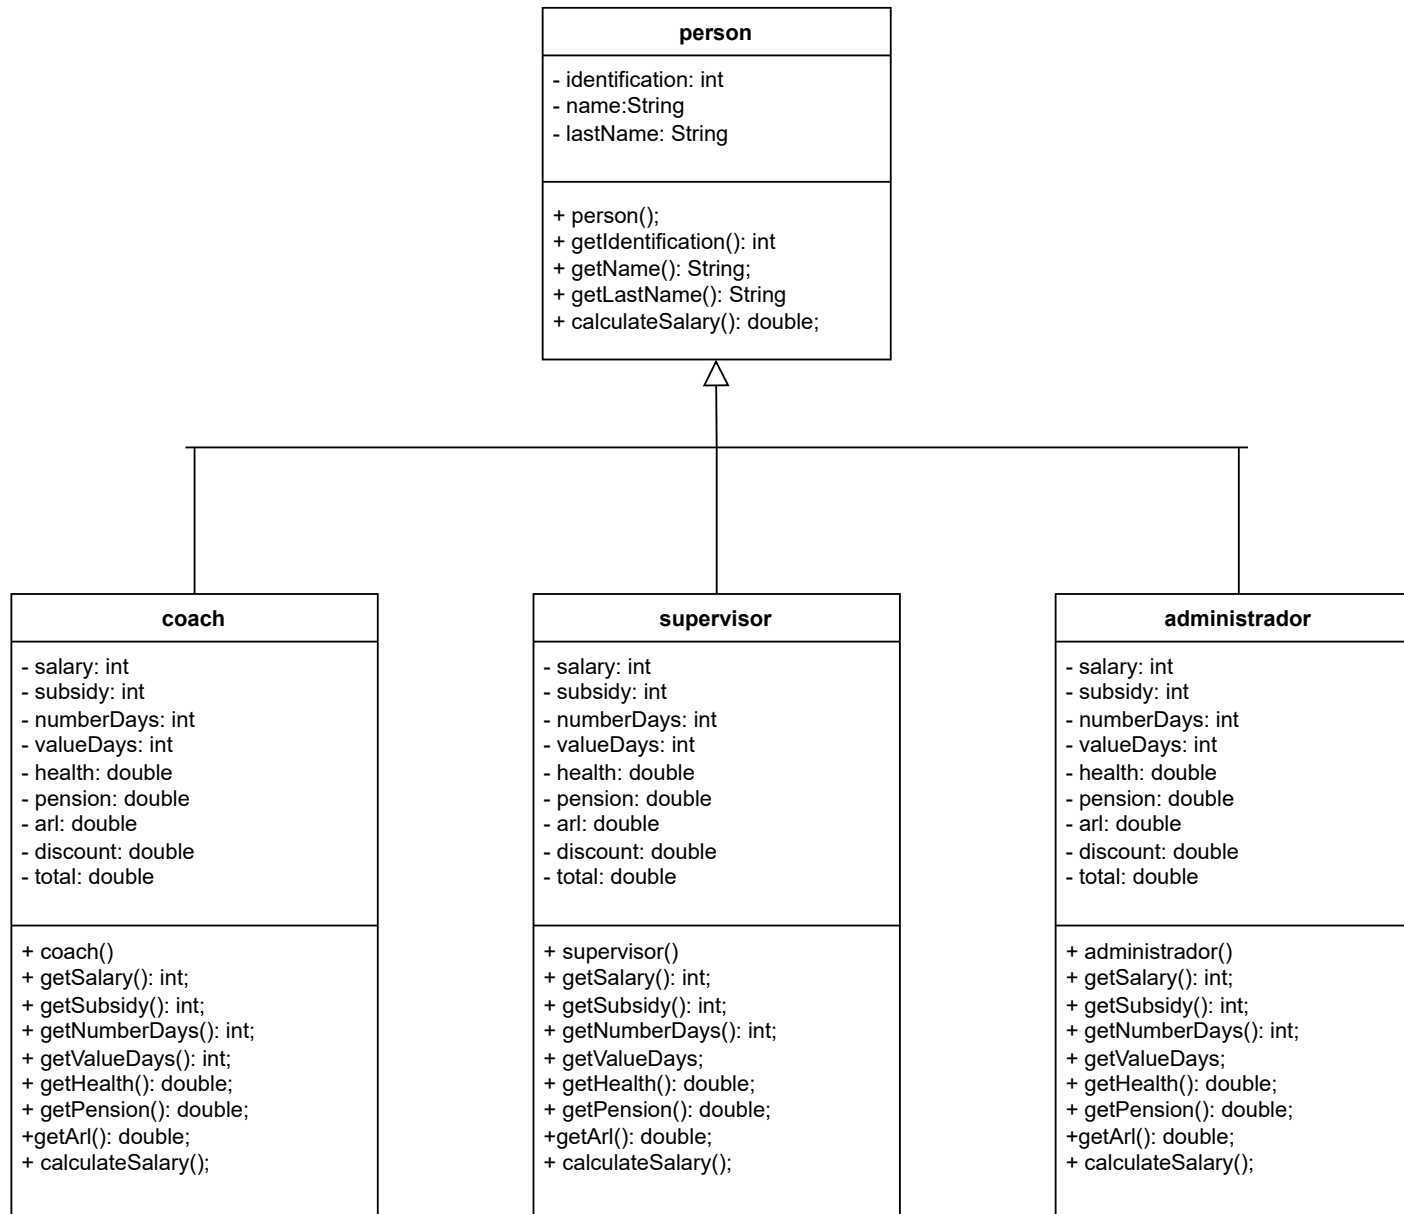 person
- identification: int
- name:String
- lastName: String
+ person();
+ getIdentification(): int
+ getName(): String;
+ getLastName(): String
+ calculateSalary(): double;
coach
- salary: int
- subsidy: int
- numberDays: int
- valueDays: int
- health: double
- pension: double
- arl: double
- discount: double
- total: double
+ coach()
+ getSalary(): int;
+ getSubsidy(): int;
+ getNumberDays(): int;
+ getValueDays(): int;
+ getHealth(): double;
+ getPension(): double;
+getArl(): double;
+ calculateSalary();
supervisor
- salary: int
- subsidy: int
- numberDays: int
- valueDays: int
- health: double
- pension: double
- arl: double
- discount: double
- total: double
+ supervisor()
+ getSalary(): int;
+ getSubsidy(): int;
+ getNumberDays(): int;
+ getValueDays;
+ getHealth(): double;
+ getPension(): double;
+getArl(): double;
+ calculateSalary();
administrador
- salary: int
- subsidy: int
- numberDays: int
- valueDays: int
- health: double
- pension: double
- arl: double
- discount: double
- total: double
+ administrador()
+ getSalary(): int;
+ getSubsidy(): int;
+ getNumberDays(): int;
+ getValueDays;
+ getHealth(): double;
+ getPension(): double;
+getArl(): double;
+ calculateSalary();